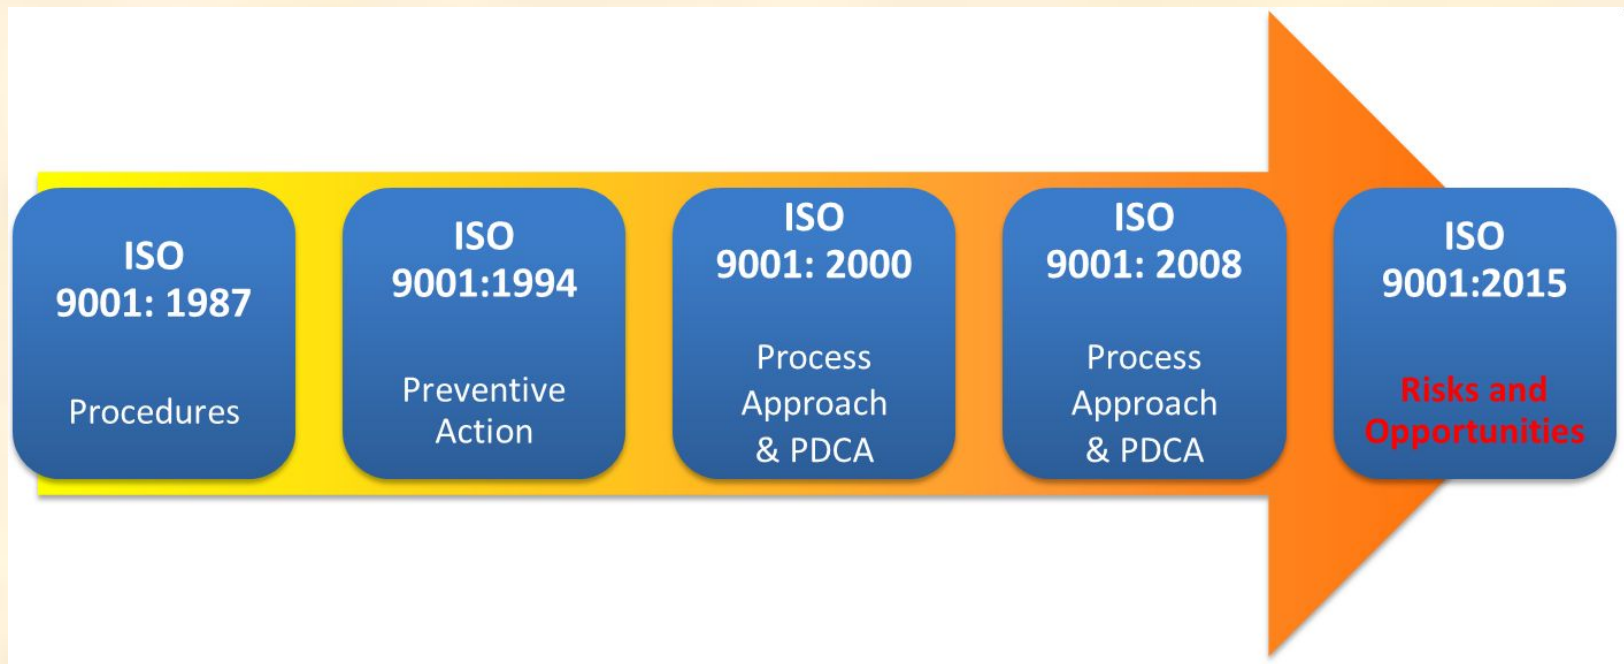 ISO
9001: 1987
Procedures
ISO
9001:1994
Preventive
Action
ISO
9001: 2000
Process
Approach
& PDCA
ISO
9001: 2008
Process
Approach
& PDCA
ISO
9001:2015
Risks and
Opportunities